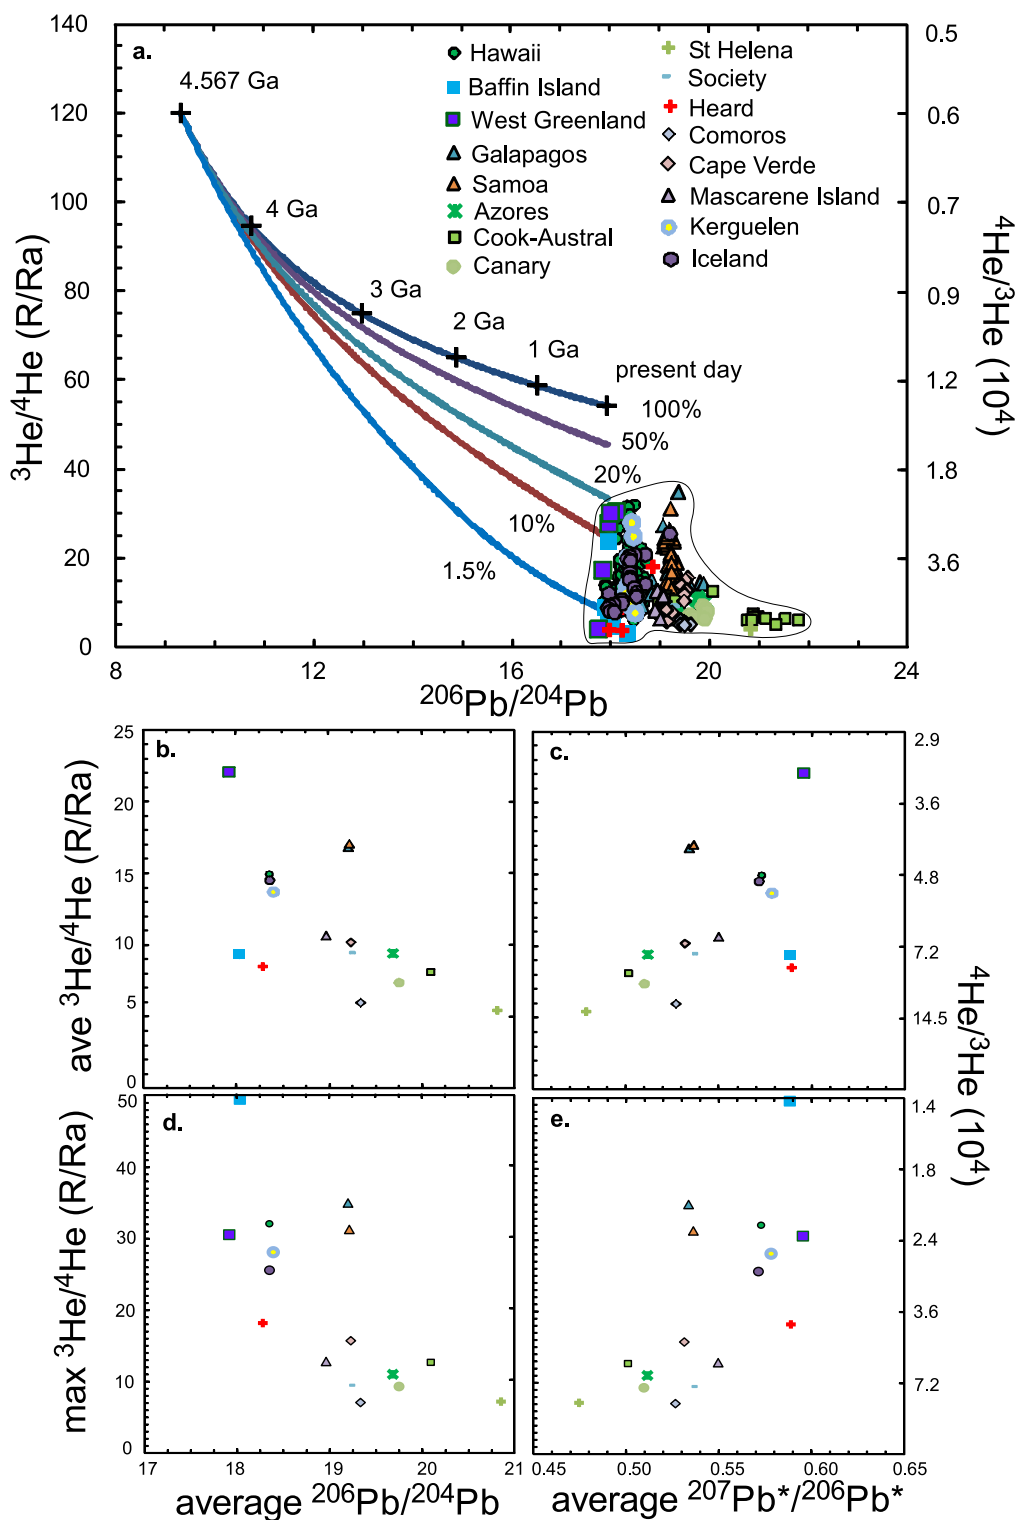 a.
140
120
100
80
60
40
20
0
³He/⁴He (R/Ra)
4.567 Ga
4 Ga
3 Ga
2 Ga
1 Ga
present day
100%
50%
20%
10%
1.5%
Hawaii
Baffin Island
West Greenland
Galapagos
Samoa
Azores
Cook-Austral
Canary
St Helena
Society
Heard
Comoros
Cape Verde
Mascarene Island
Kerguelen
Iceland
0.5
0.6
0.7
0.9
1.2
1.8
3.6
⁴He/³He (10⁴)
8 12 16 20 24
²⁰⁶Pb/²⁰⁴Pb
b.
25
20
15
10
5
0
ave ³He/⁴He (R/Ra)
c.
2.9
3.6
4.8
7.2
14.5
⁴He/³He (10⁴)
d.
50
40
30
20
10
0
max ³He/⁴He (R/Ra)
17 18 19 20 21
average ²⁰⁶Pb/²⁰⁴Pb
e.
1.4
1.8
2.4
3.6
7.2
0.45 0.50 0.55 0.60 0.65
average ²⁰⁷Pb*/²⁰⁶Pb*